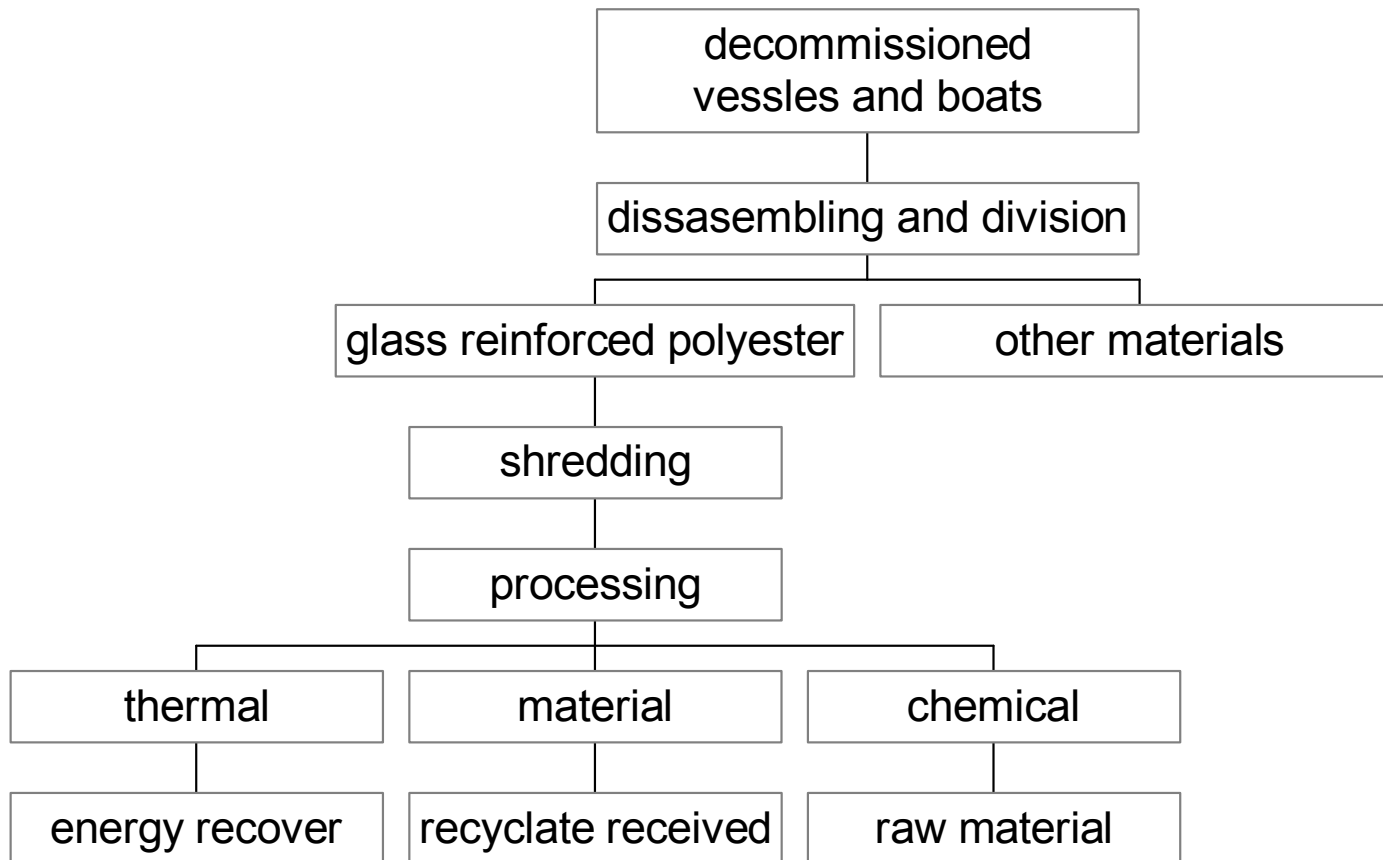 decommissioned
vessles and boats
dissasembling and division
glass reinforced polyester
other materials
shredding
processing
thermal
material
chemical
energy recover
recyclate received
raw material